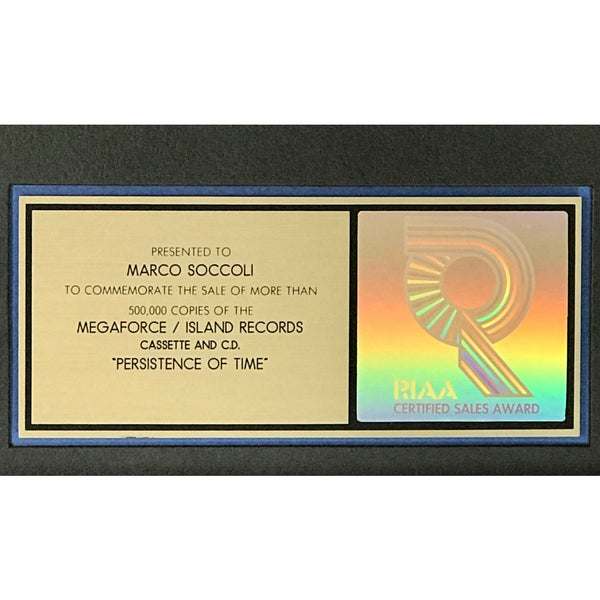 PRESENTED TO
MARCO SOCCOLI
TO COMMEMORATE THE SALE OF MORE THAN
500,000 COPIES OF THE
MEGAFORCE / ISLAND RECORDS
CASSETTE AND C.D.
"PERSISTENCE OF TIME"
RIAA
CERTIFIED SALES AWARD